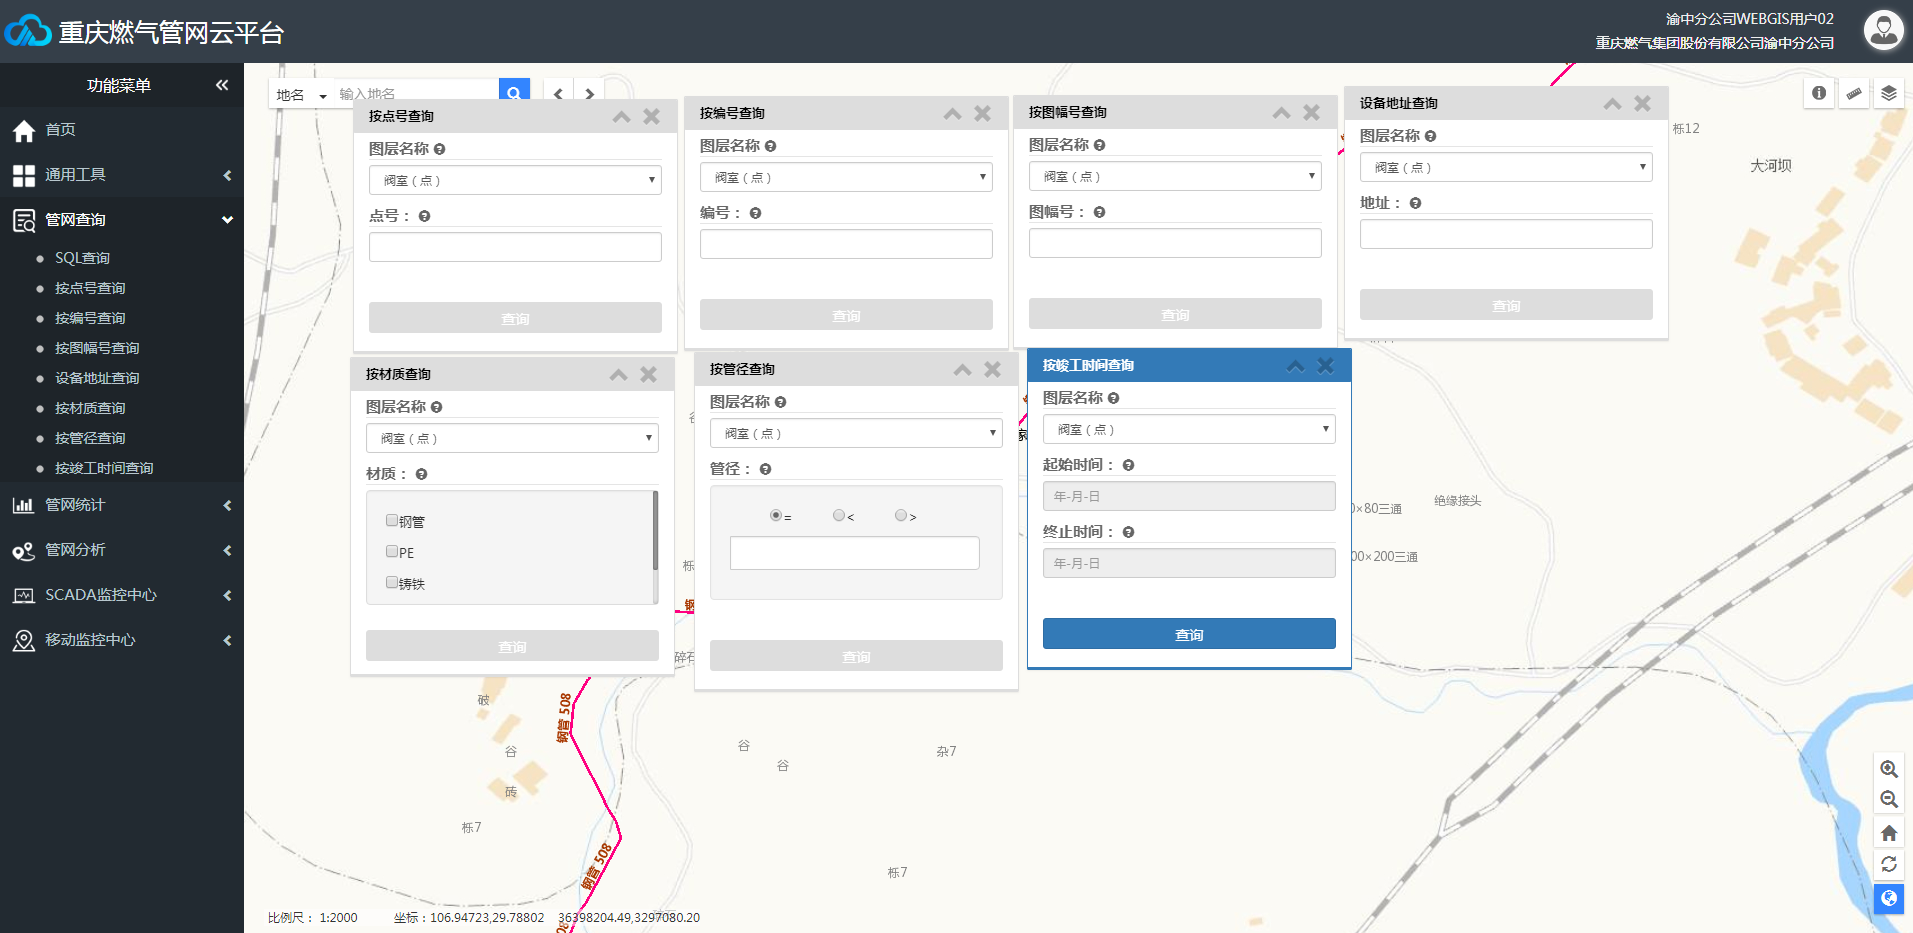 重庆燃气管网云平台
渝中分公司WEBGIS用户02
重庆燃气集团股份有限公司渝中分公司
功能菜单
首页
通用工具
管网查询
SQL查询
按点号查询
按编号查询
按图幅号查询
设备地址查询
按材质查询
按管径查询
按竣工时间查询
管网统计
管网分析
SCADA监控中心
移动监控中心
地名
输入地名
按点号查询
图层名称
阀室（点）
点号：
查询
按编号查询
图层名称
阀室（点）
编号：
查询
按图幅号查询
图层名称
阀室（点）
图幅号：
查询
设备地址查询
图层名称
阀室（点）
地址：
查询
栎12
大河坝
按材质查询
图层名称
阀室（点）
材质：
钢管
PE
铸铁
查询
按管径查询
图层名称
阀室（点）
管径：
=
<
>
查询
按竣工时间查询
图层名称
阀室（点）
起始时间：
年-月-日
终止时间：
年-月-日
查询
0×80三通
绝缘接头
00×200三通
栎
钢
碎石
破
钢管 508
谷
砖
栎7
谷
谷
杂7
钢管 508
栎7
比例尺： 1:2000
坐标：106.94723,29.78802
36398204.49,3297080.20